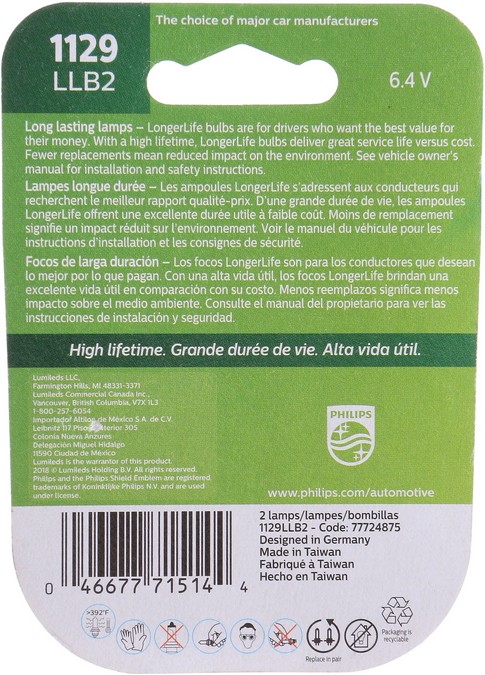 The choice of major car manufacturers
1129
LLB2
6.4 V
Long lasting lamps – LongerLife bulbs are for drivers who want the best value for
their money. With a high lifetime, LongerLife bulbs deliver great service life versus cost.
Fewer replacements mean reduced impact on the environment. See vehicle owner's
manual for installation and safety instructions.
Lampes longue durée – Les ampoules LongerLife s'adressent aux conducteurs qui
recherchent le meilleur rapport qualité-prix. D'une grande durée de vie, les ampoules
LongerLife offrent une excellente durée utile à faible coût. Moins de remplacement
signifie un impact réduit sur l'environnement. Voir le manuel du véhicule pour les
instructions d'installation et les consignes de sécurité.
Focos de larga duración – Los focos LongerLife son para los conductores que desean
lo mejor por lo que pagan. Con una alta vida útil, los focos LongerLife brindan una
excelente vida útil en comparación con su costo. Menos reemplazos significa menos
impacto sobre el medio ambiente. Consulte el manual del propietario para ver las
instrucciones de instalación y seguridad.
High lifetime. Grande durée de vie. Alta vida útil.
Lumileds LLC,
Farmington Hills, MI 48331-3371
Lumileds Commercial Canada Inc.,
Vancouver, British Columbia, V7X 1L3
1-800-257-6054
Importador: Altilon de México S.A. de C.V.
Leibnitz 117 Piso 305
Colonia Nueva Anzures
Delegación Miguel Hidalgo
11590 Ciudad de México
Lumileds is the warrantor of this product.
2018 © Lumileds Holding B.V. All rights reserved.
Philips and the Philips Shield Emblem are registered
trademarks of Koninklijke Philips N.V. and are used
under license.
PHILIPS
www.philips.com/automotive
2 lamps/lampes/bombillas
1129LLB2 - Code: 77724875
Designed in Germany
Made in Taiwan
Fabriqué à Taiwan
Hecho en Taiwan
0 46677 71514 4
>392°F
Replace in pair
Packaging is
recyclable